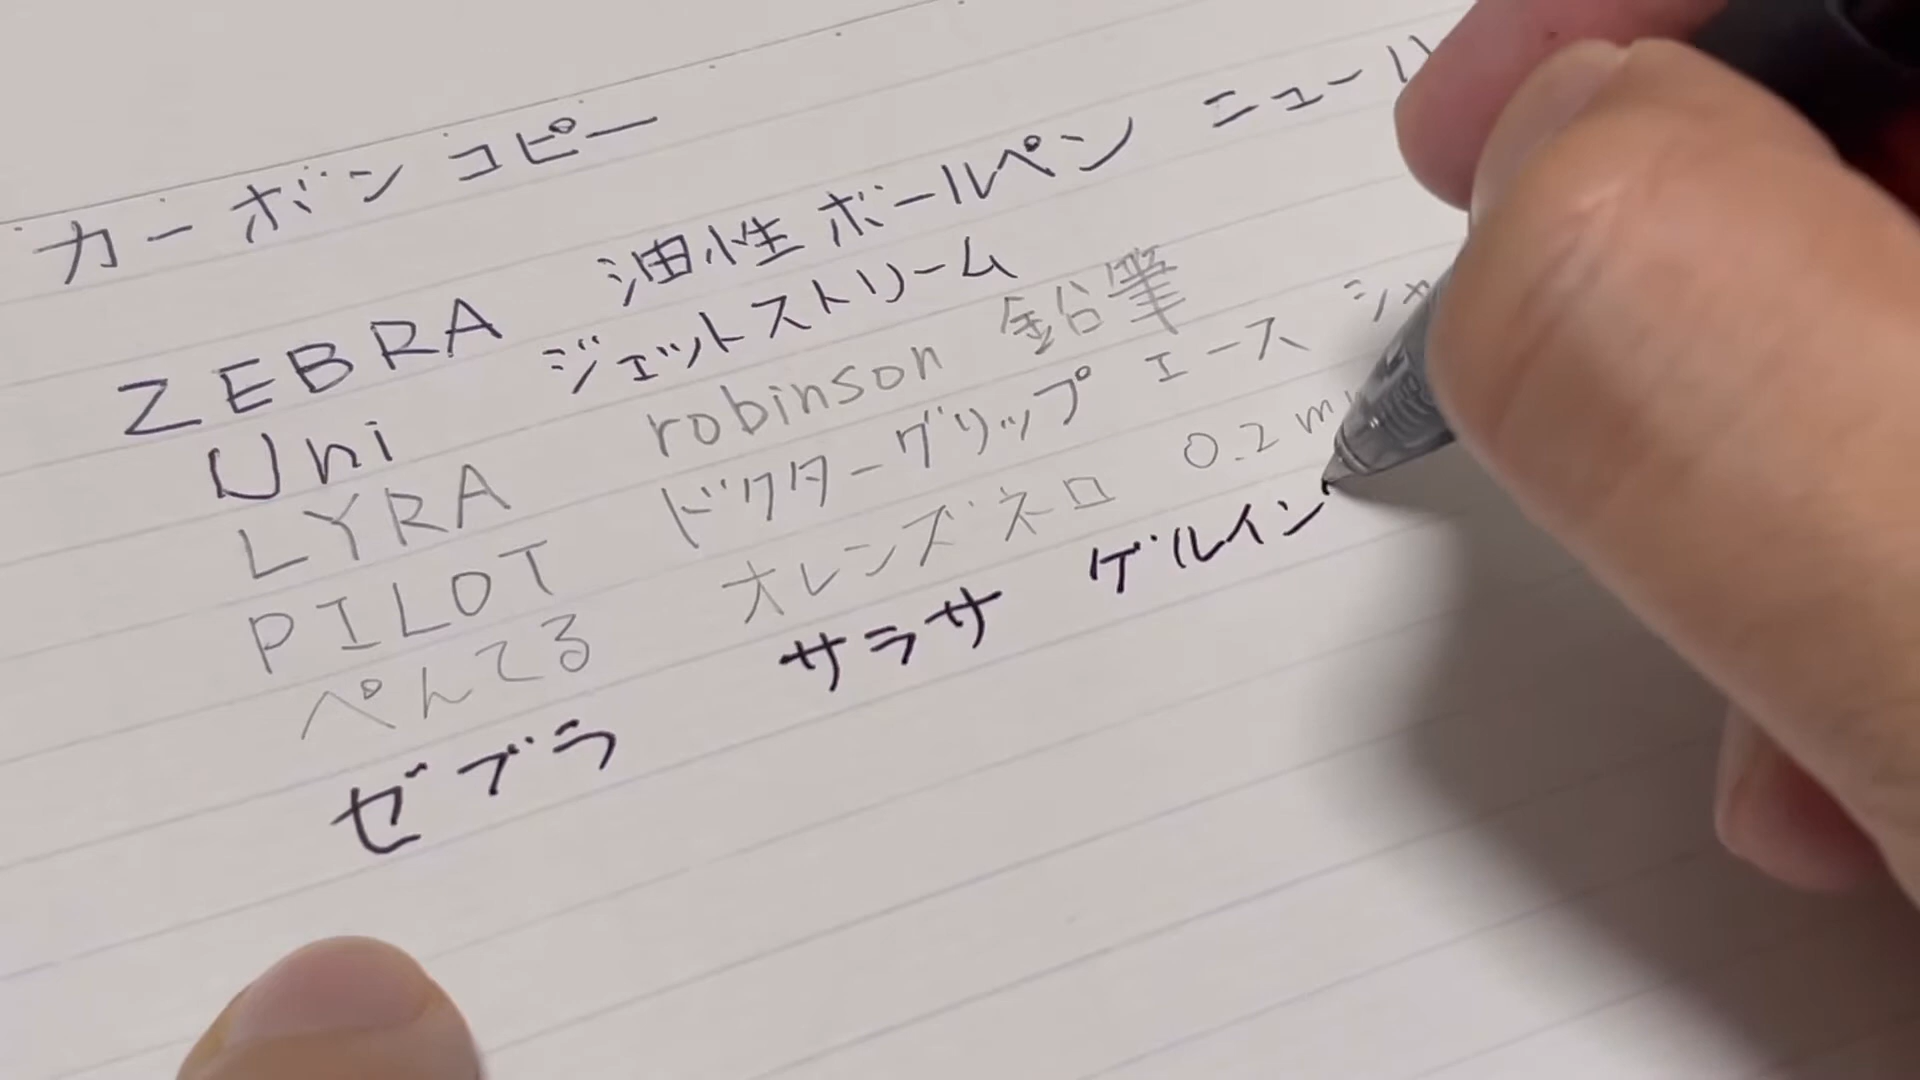 カーボンコピー
ZEBRA 油性ボールペン ニュー
Uni ジェットストリーム
LYRA robinson 鉛筆
PILOT ドクターグリップ エース シャ
ぺんてる オレンズネロ 0.2m
ゼブラ サラサ ゲルイン